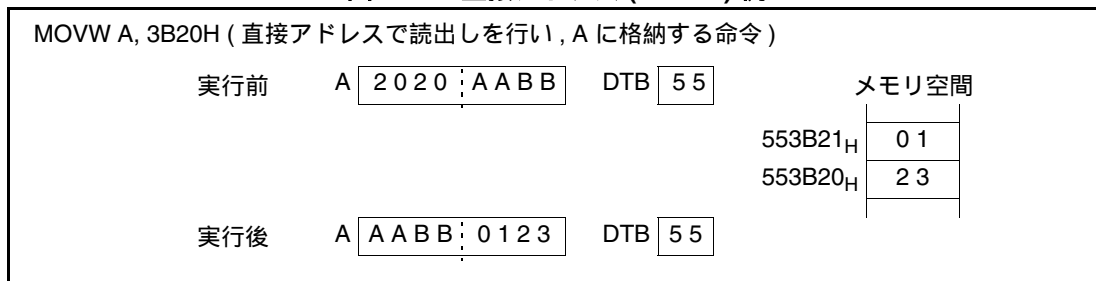 MOVW A, 3B20H ( 直接アドレスで読出しを行い , A に格納する命令 )
実行前 A 2020 AABB DTB 55
メモリ空間
553B21H 01
553B20H 23
実行後 A AABB 0123 DTB 55